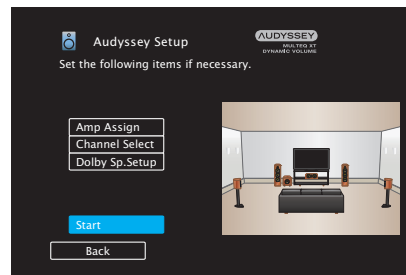 Audyssey Setup
AUDYSSEY
MULTEQ XT
DYNAMIC VOLUME
Set the following items if necessary.
Amp Assign
Channel Select
Dolby Sp.Setup
Start
Back